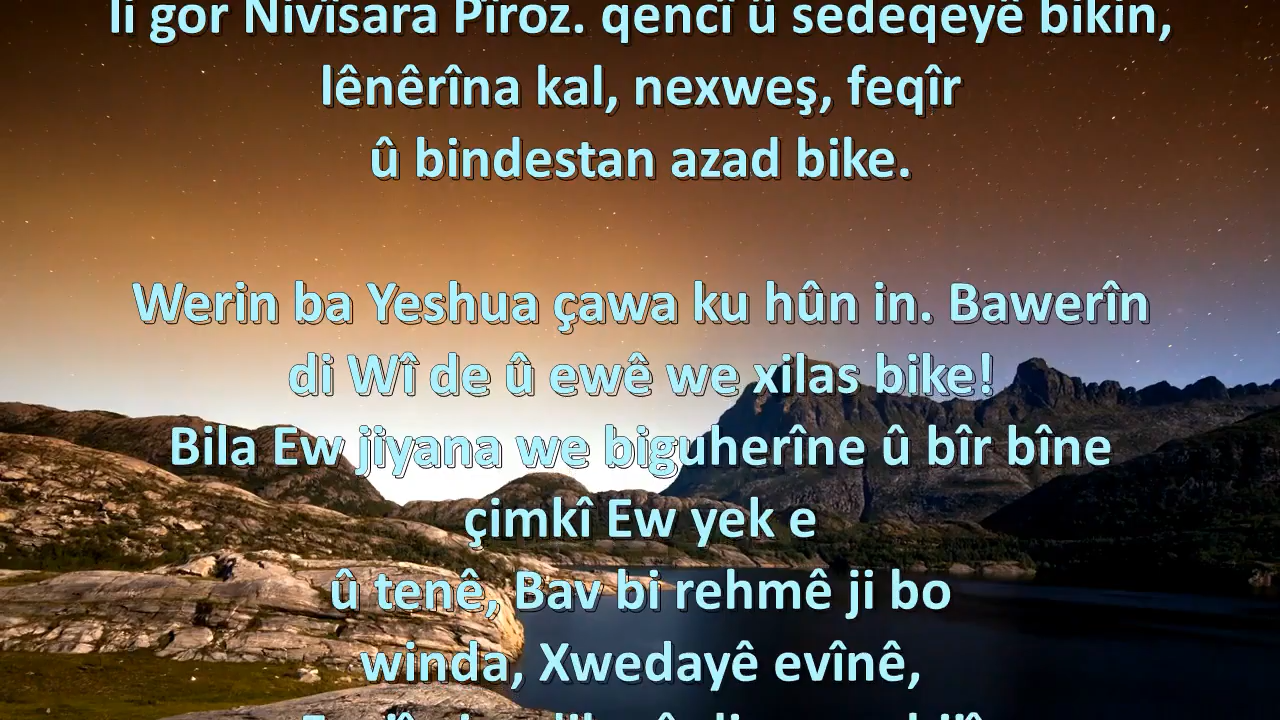 li gor Nivîsara Pîroz. qencî û sedeqeyê bikin,
lênêrîna kal, nexweş, feqîr
û bindestan azad bike.
Werin ba Yeshua çawa ku hûn in. Bawerîn
di Wî de û ewê we xilas bike!
Bila Ew jiyana we biguherîne û bîr bîne
çimkî Ew yek e
û tenê, Bav bi rehmê ji bo
winda, Xwedayê evînê,